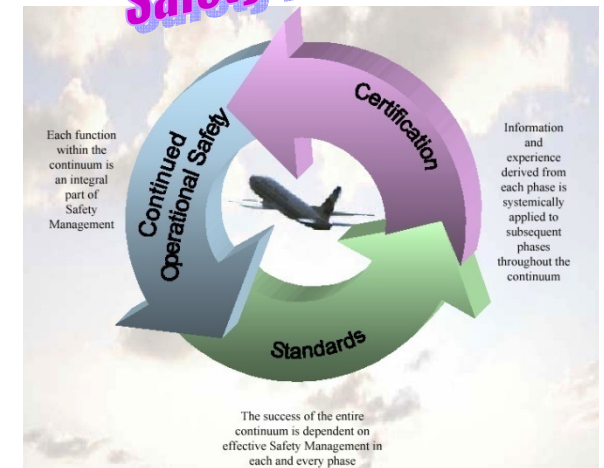 Safety
Certification
Continued
Operational Safety
Standards
Each function
within the
continuum is
an integral
part of
Safety
Management
Information
and
experience
derived from
each phase is
systemically
applied to
subsequent
phases
throughout the
continuum
The success of the entire
continuum is dependent on
effective Safety Management in
each and every phase